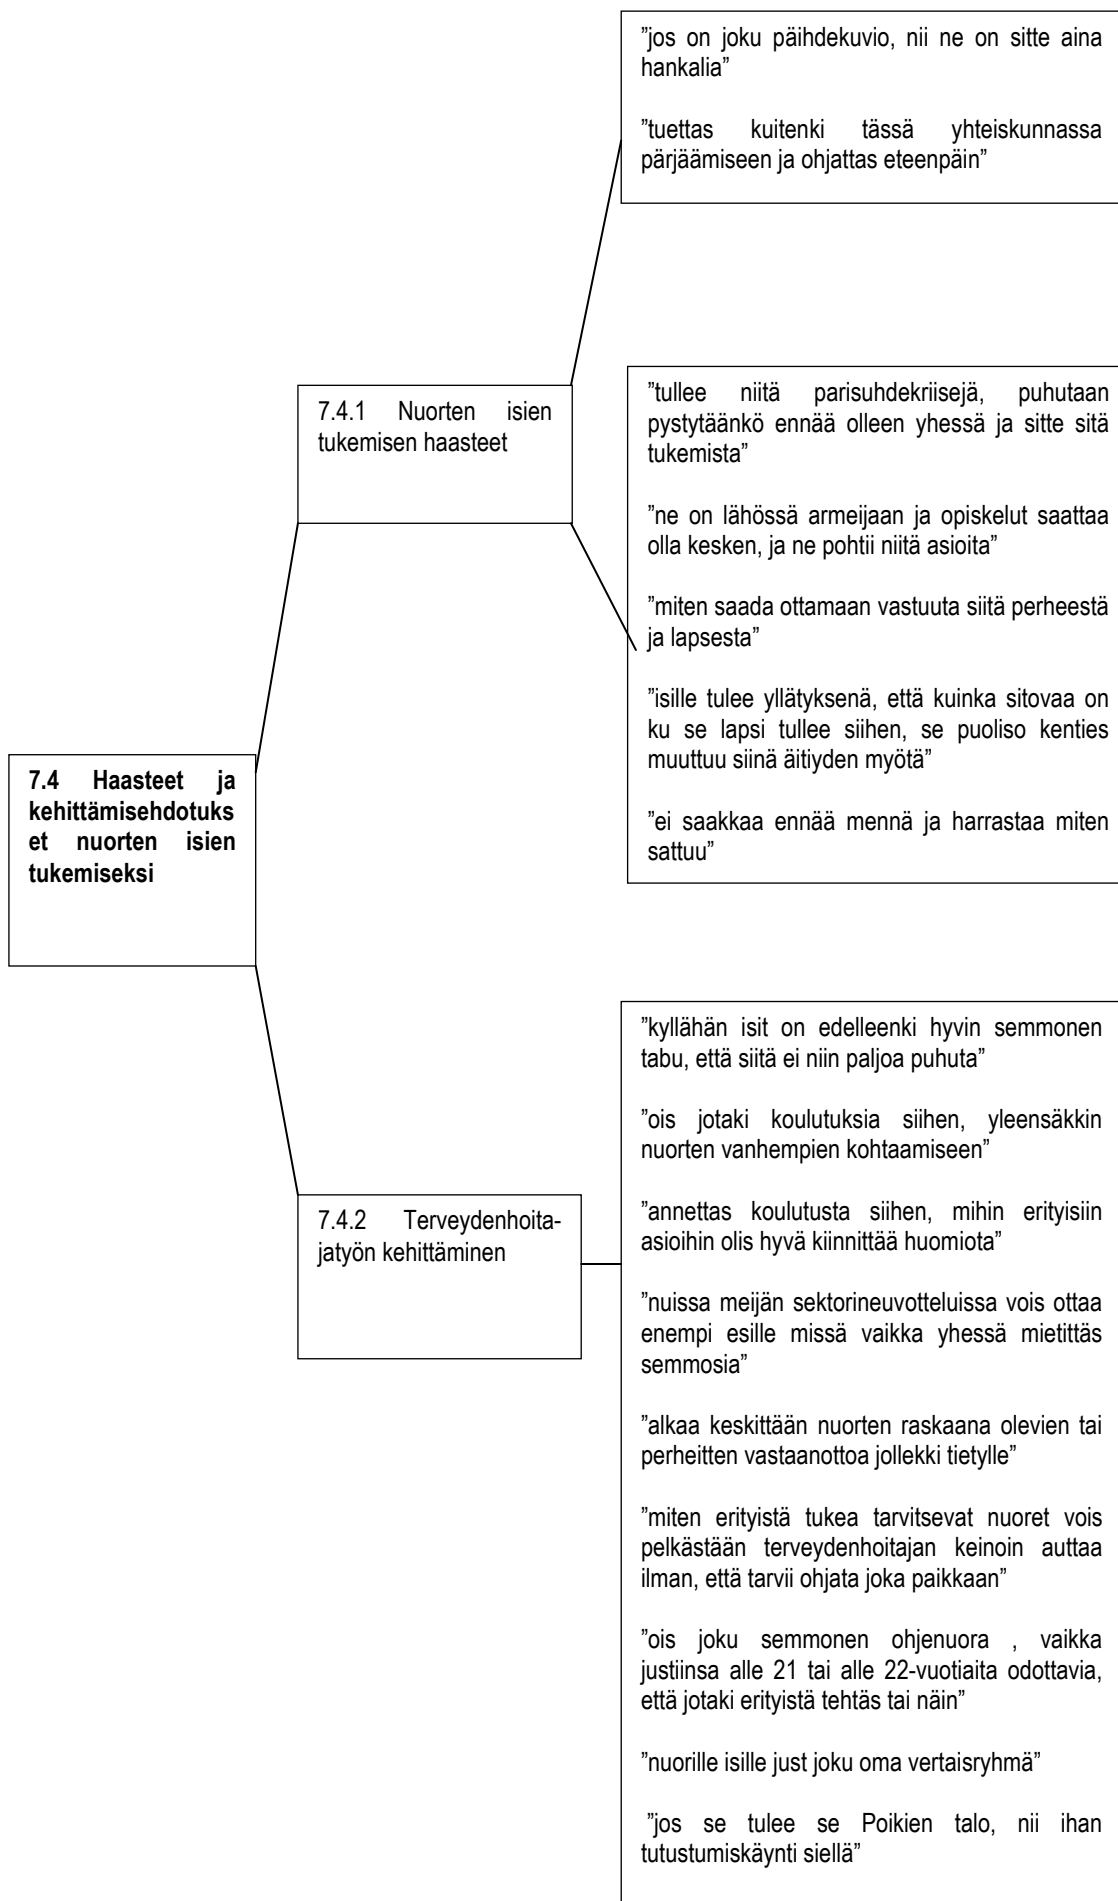 ”jos on joku päihdekuvio, nii ne on sitte aina
hankalia”
”tuettas kuitenki tässä yhteiskunnassa
pärjäämiseen ja ohjattas eteenpäin”
7.4.1 Nuorten isien
tukemisen haasteet
”tullee niitä parisuhdekriisejä, puhutaan
pystytäänkö ennää olleen yhessä ja sitte sitä
tukemista”
”ne on lähössä armeijaan ja opiskelut saattaa
olla kesken, ja ne pohtii niitä asioita”
”miten saada ottamaan vastuuta siitä perheestä
ja lapsesta”
”isille tulee yllätyksenä, että kuinka sitovaa on
ku se lapsi tullee siihen, se puoliso kenties
muuttuu siinä äitiyden myötä”
”ei saakkaa ennää mennä ja harrastaa miten
sattuu”
7.4 Haasteet ja
kehittämisehdotuks
et nuorten isien
tukemiseksi
”kyllähän isit on edelleenki hyvin semmonen
tabu, että siitä ei niin paljoa puhuta”
”ois jotaki koulutuksia siihen, yleensäkkin
nuorten vanhempien kohtaamiseen”
7.4.2 Terveydenhoita-
jatyön kehittäminen
”annettas koulutusta siihen, mihin erityisiin
asioihin olis hyvä kiinnittää huomiota”
”nuissa meijän sektorineuvotteluissa vois ottaa
enempi esille missä vaikka yhessä mietittäs
semmosia”
”alkaa keskittään nuorten raskaana olevien tai
perheitten vastaanottoa jollekki tietylle”
”miten erityistä tukea tarvitsevat nuoret vois
pelkästään terveydenhoitajan keinoin auttaa
ilman, että tarvii ohjata joka paikkaan”
”ois joku semmonen ohjenuora , vaikka
justiinsa alle 21 tai alle 22-vuotiaita odottavia,
että jotaki erityistä tehtäs tai näin”
”nuorille isille just joku oma vertaisryhmä”
”jos se tulee se Poikien talo, nii ihan
tutustumiskäynti siellä”